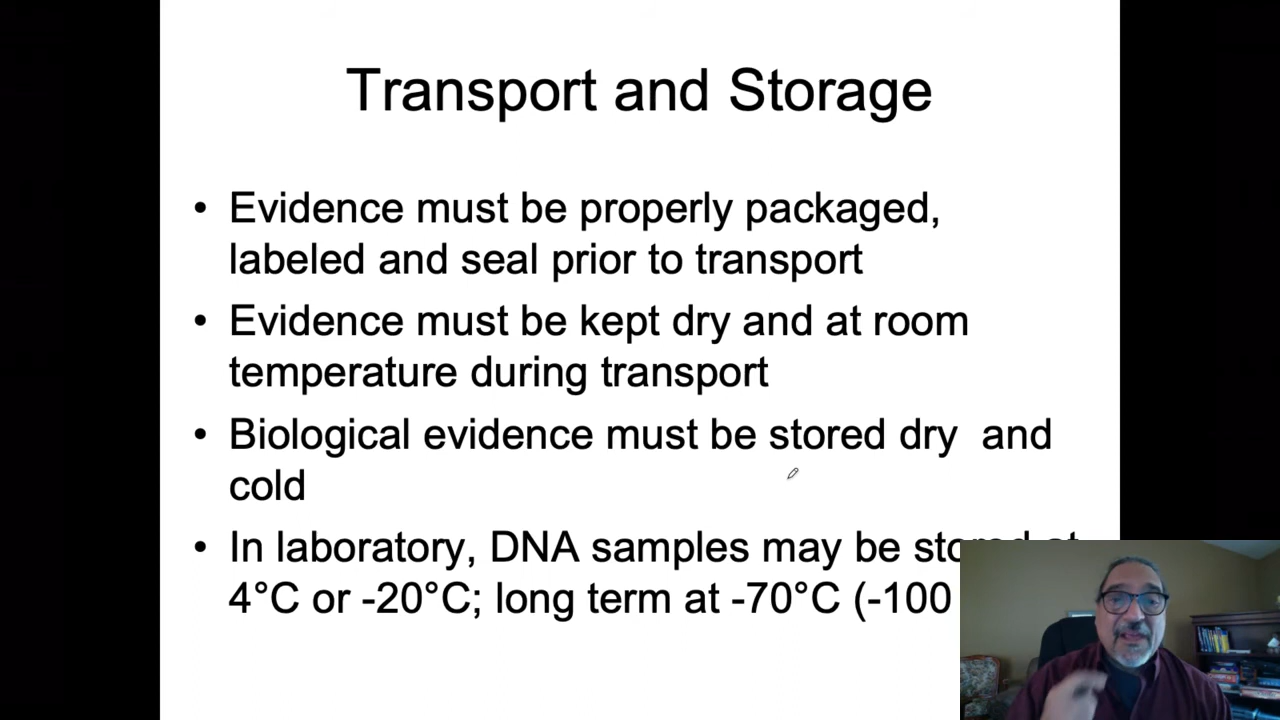 Transport and Storage
• Evidence must be properly packaged,
labeled and seal prior to transport
• Evidence must be kept dry and at room
temperature during transport
• Biological evidence must be stored dry  and
cold
• In laboratory, DNA samples may be stored at
4°C or -20°C; long term at -70°C (-100